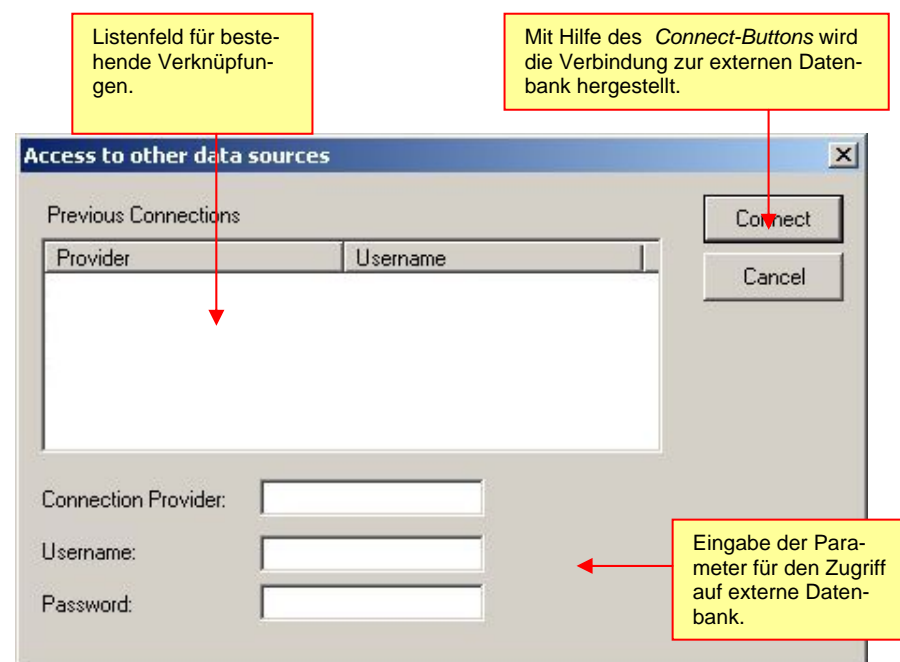 Listenfeld für beste-
hende Verknüpfun-
gen.
Mit Hilfe des Connect-Buttons wird
die Verbindung zur externen Daten-
bank hergestellt.
Access to other data sources
Previous Connections
Connect
Provider
Username
Cancel
Connection Provider:
Username:
Password:
Eingabe der Para-
meter für den Zugriff
auf externe Daten-
bank.